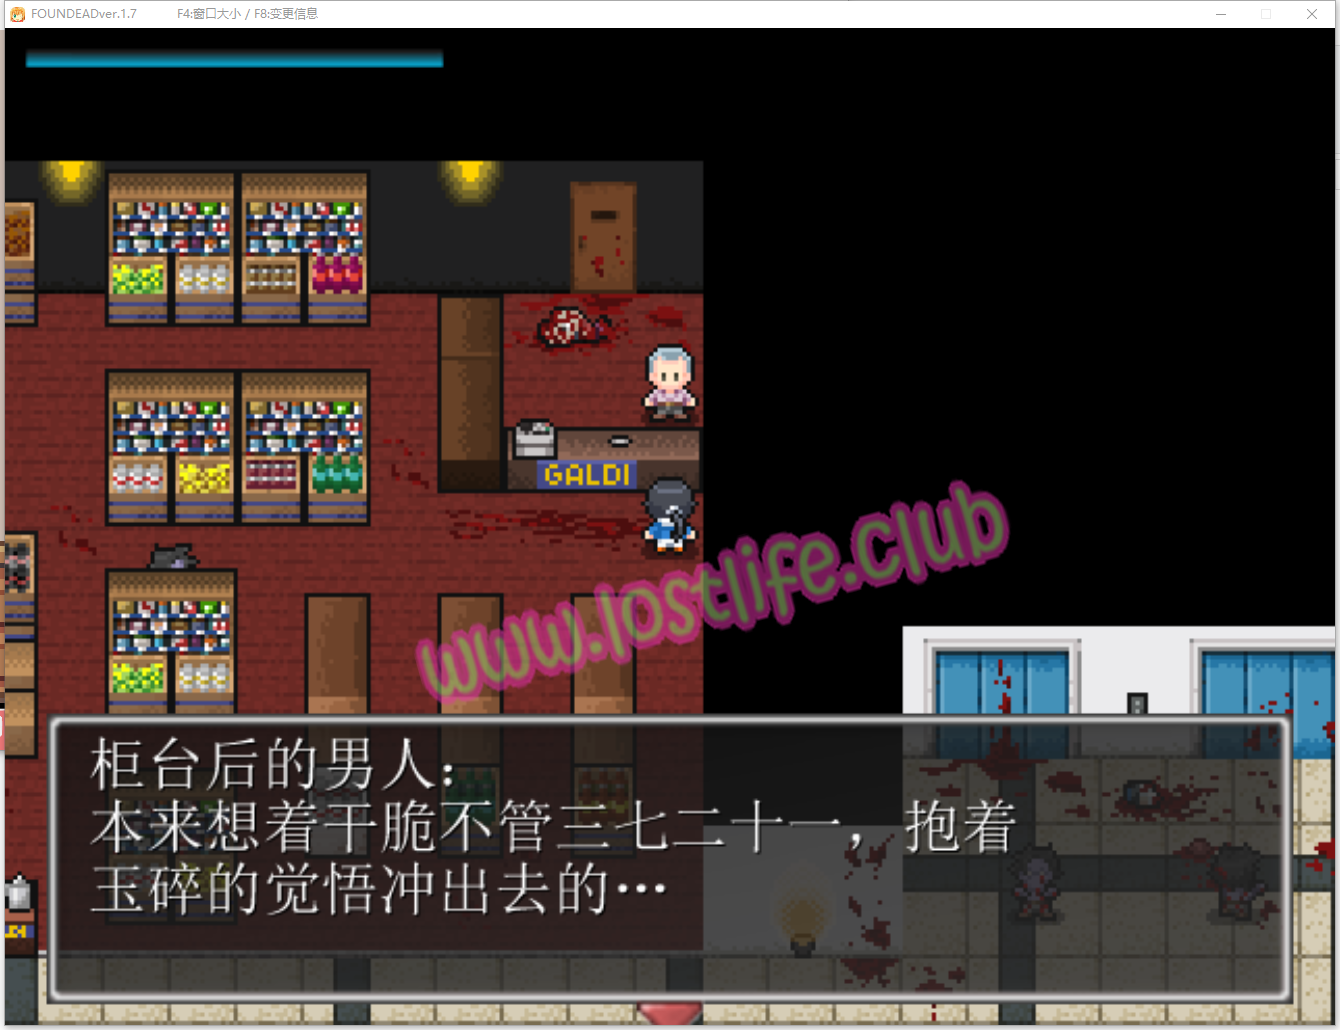 FOUNDEADver.1.7 F4:窗口大小 / F8:变更信息
GALDI
www.lostlife.club
柜台后的男人:
本来想着干脆不管三七二十一，抱着
玉碎的觉悟冲出去的…